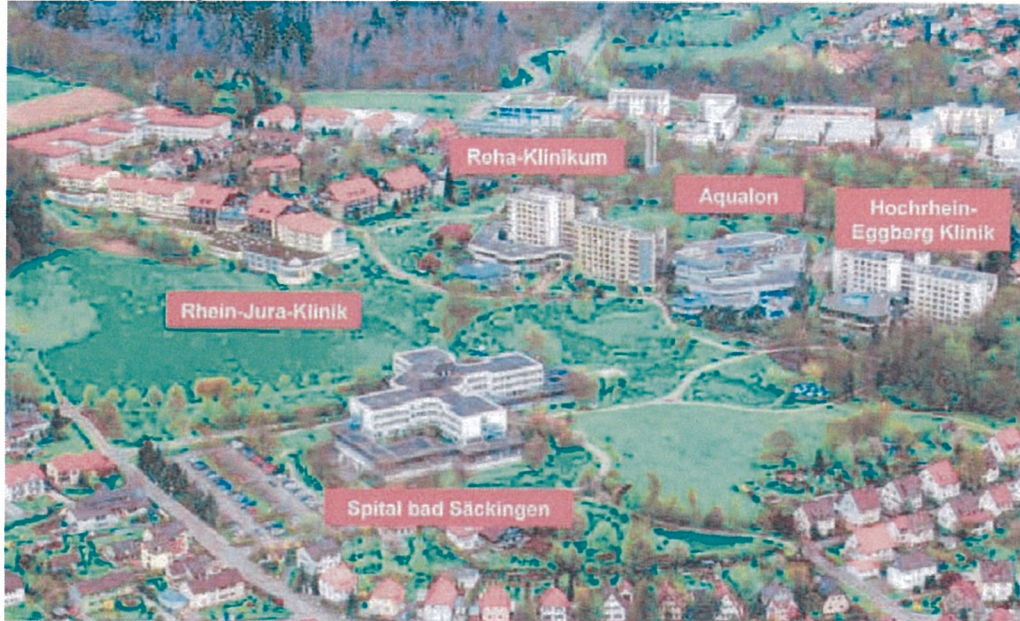 Reha-Klinikum
Aqualon
Hochrhein-
Eggberg Klinik
Rhein-Jura-Klinik
Spital bad Säckingen